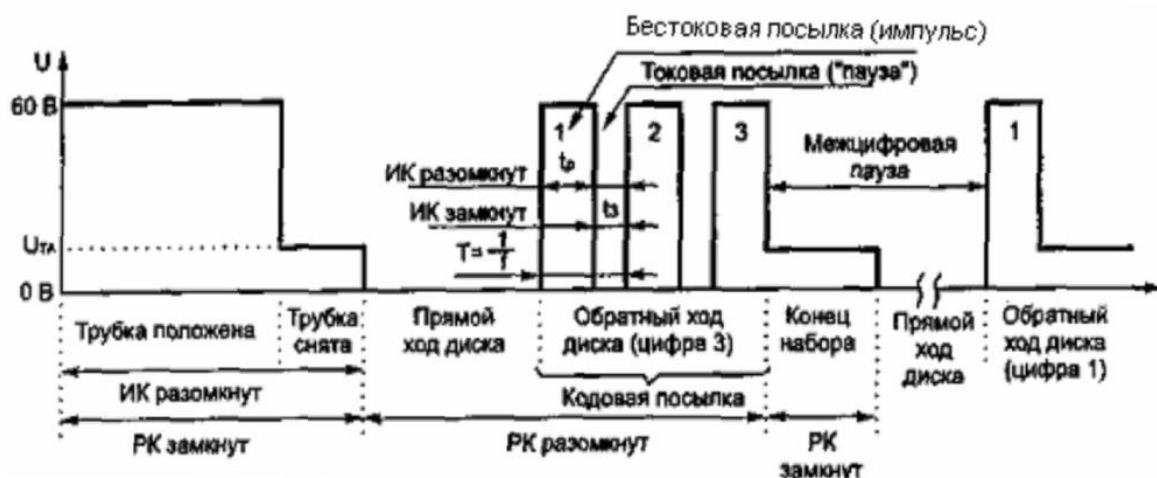 Бестоковая посылка (импульс)
U
Токовая посылка ("пауза")
60 В
1
2
3
1
Межцифровая
пауза
tр
ИК разомкнут
ИК замкнут
tз
T=1/f
UТА
0 В
Трубка положена
Трубка
снята
Прямой
ход диска
Обратный ход
диска (цифра 3)
Конец
набора
Прямой
ход
диска
Обратный
ход диска
(цифра 1)
ИК разомкнут
Кодовая посылка
РК замкнут
РК разомкнут
РК
замкнут